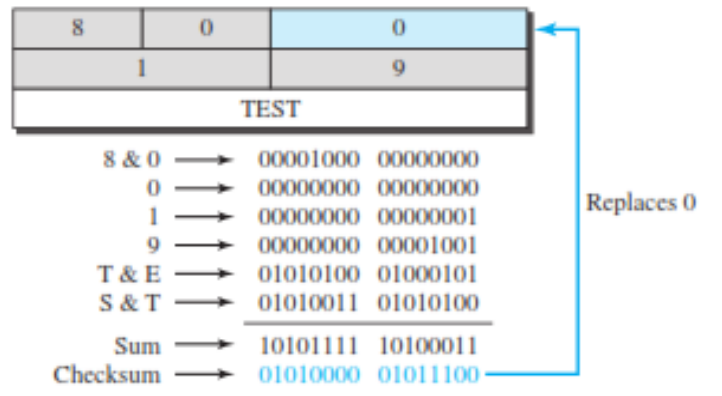 8 0 0
1 9
TEST
8 & 0 00001000 00000000
0 00000000 00000000
Replaces 0
1 00000000 00000001
9 00000000 00001001
T & E 01010100 01000101
S & T 01010011 01010100
Sum 10101111 10100011
Checksum 01010000 01011100